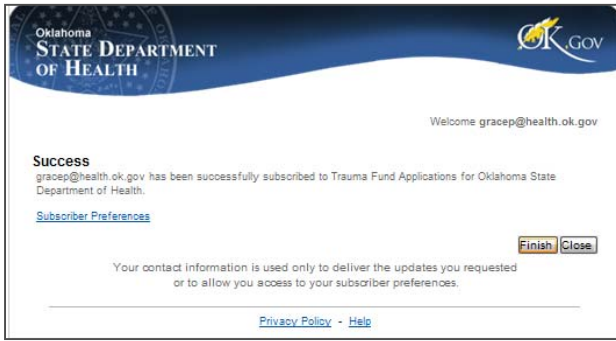 Oklahoma
STATE DEPARTMENT
OF HEALTH
OK.GOV
Welcome gracep@health.ok.gov
Success
gracep@health.ok.gov has been successfully subscribed to Trauma Fund Applications for Oklahoma State
Department of Health.
Subscriber Preferences
Finish Close
Your contact information is used only to deliver the updates you requested
or to allow you access to your subscriber preferences.
Privacy Policy - Help